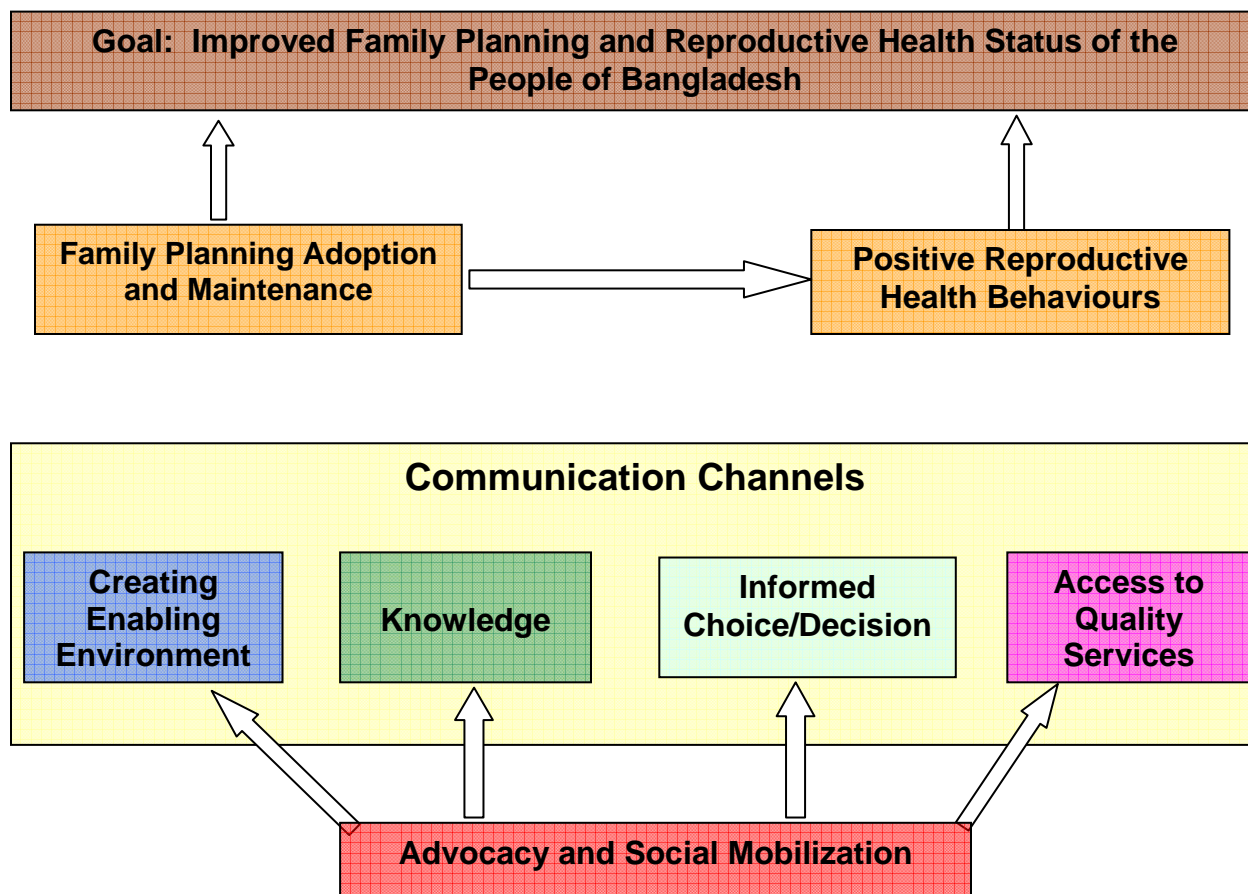 Goal:  Improved Family Planning and Reproductive Health Status of the
People of Bangladesh
Family Planning Adoption
and Maintenance
Positive Reproductive
Health Behaviours
Communication Channels
Creating
Enabling
Environment
Knowledge
Informed
Choice/Decision
Access to
Quality
Services
Advocacy and Social Mobilization